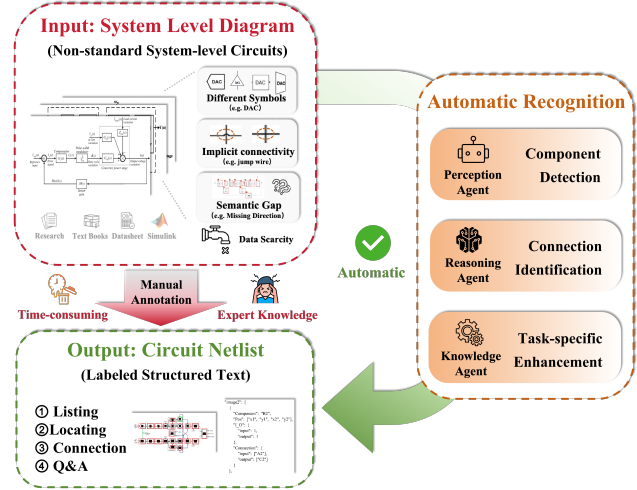 Input: System Level Diagram
(Non-standard System-level Circuits)
DAC
DAC
DAC
Different Symbols
(e.g. DAC)
Implicit connectivity
(e.g. jump wire)
Semantic Gap
(e.g. Missing Direction)
Data Scarcity
Research
Text Books
Datasheet
Simulink
Automatic Recognition
Perception
Agent
Component
Detection
Reasoning
Agent
Connection
Identification
Knowledge
Agent
Task-specific
Enhancement
Automatic
Time-consuming
Manual
Annotation
Expert Knowledge
Output: Circuit Netlist
(Labeled Structured Text)
① Listing
②Locating
③ Connection
④ Q&A